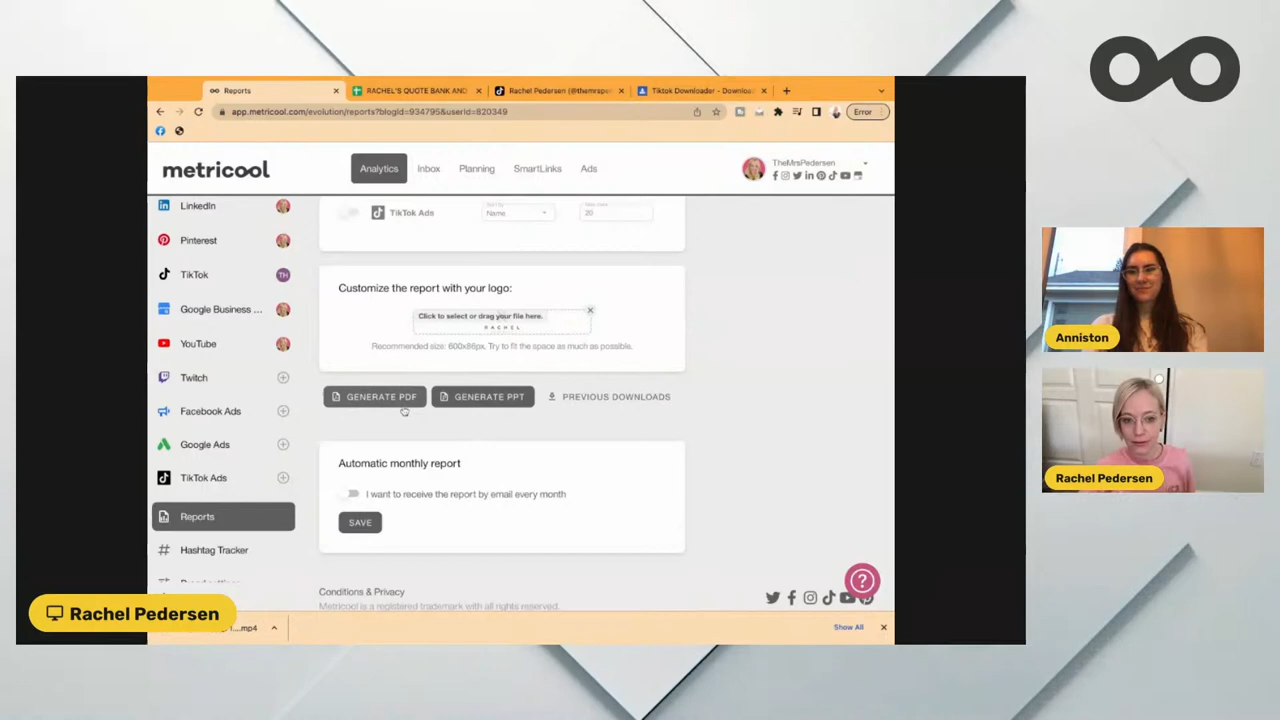 Reports
RACHEL'S QUOTE BANK AND
Rachel Pedersen (@themrspe
Tiktok Downloader - Downloa
app.metricool.com/evolution/reports?blogId=934795&userId=820349
Error
metricool
Analytics
Inbox
Planning
SmartLinks
Ads
TheMrsPedersen
LinkedIn
Pinterest
TikTok
TH
Google Business ...
YouTube
Twitch
Facebook Ads
Google Ads
TikTok Ads
Reports
Hashtag Tracker
TikTok Ads
Name
20
Customize the report with your logo:
Click to select or drag your file here.
RACHEL
Recommended size: 600x86px. Try to fit the space as much as possible.
GENERATE PDF
GENERATE PPT
PREVIOUS DOWNLOADS
Automatic monthly report
I want to receive the report by email every month
SAVE
Conditions & Privacy
Metricool is a registered trademark with all rights reserved.
....mp4
Show All
Rachel Pedersen
Anniston
Rachel Pedersen